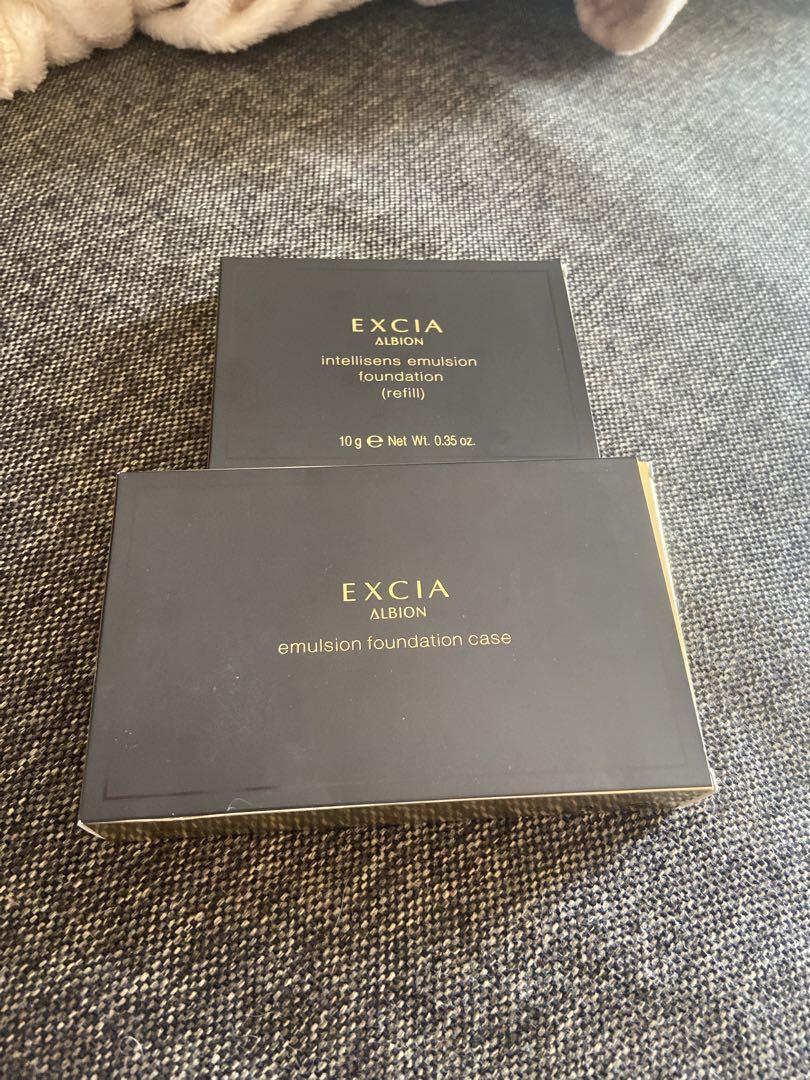 EXCIA
ALBION
intellisens emulsion
foundation
(refill)
10 g ℮ Net Wt. 0.35 oz.
EXCIA
ALBION
emulsion foundation case